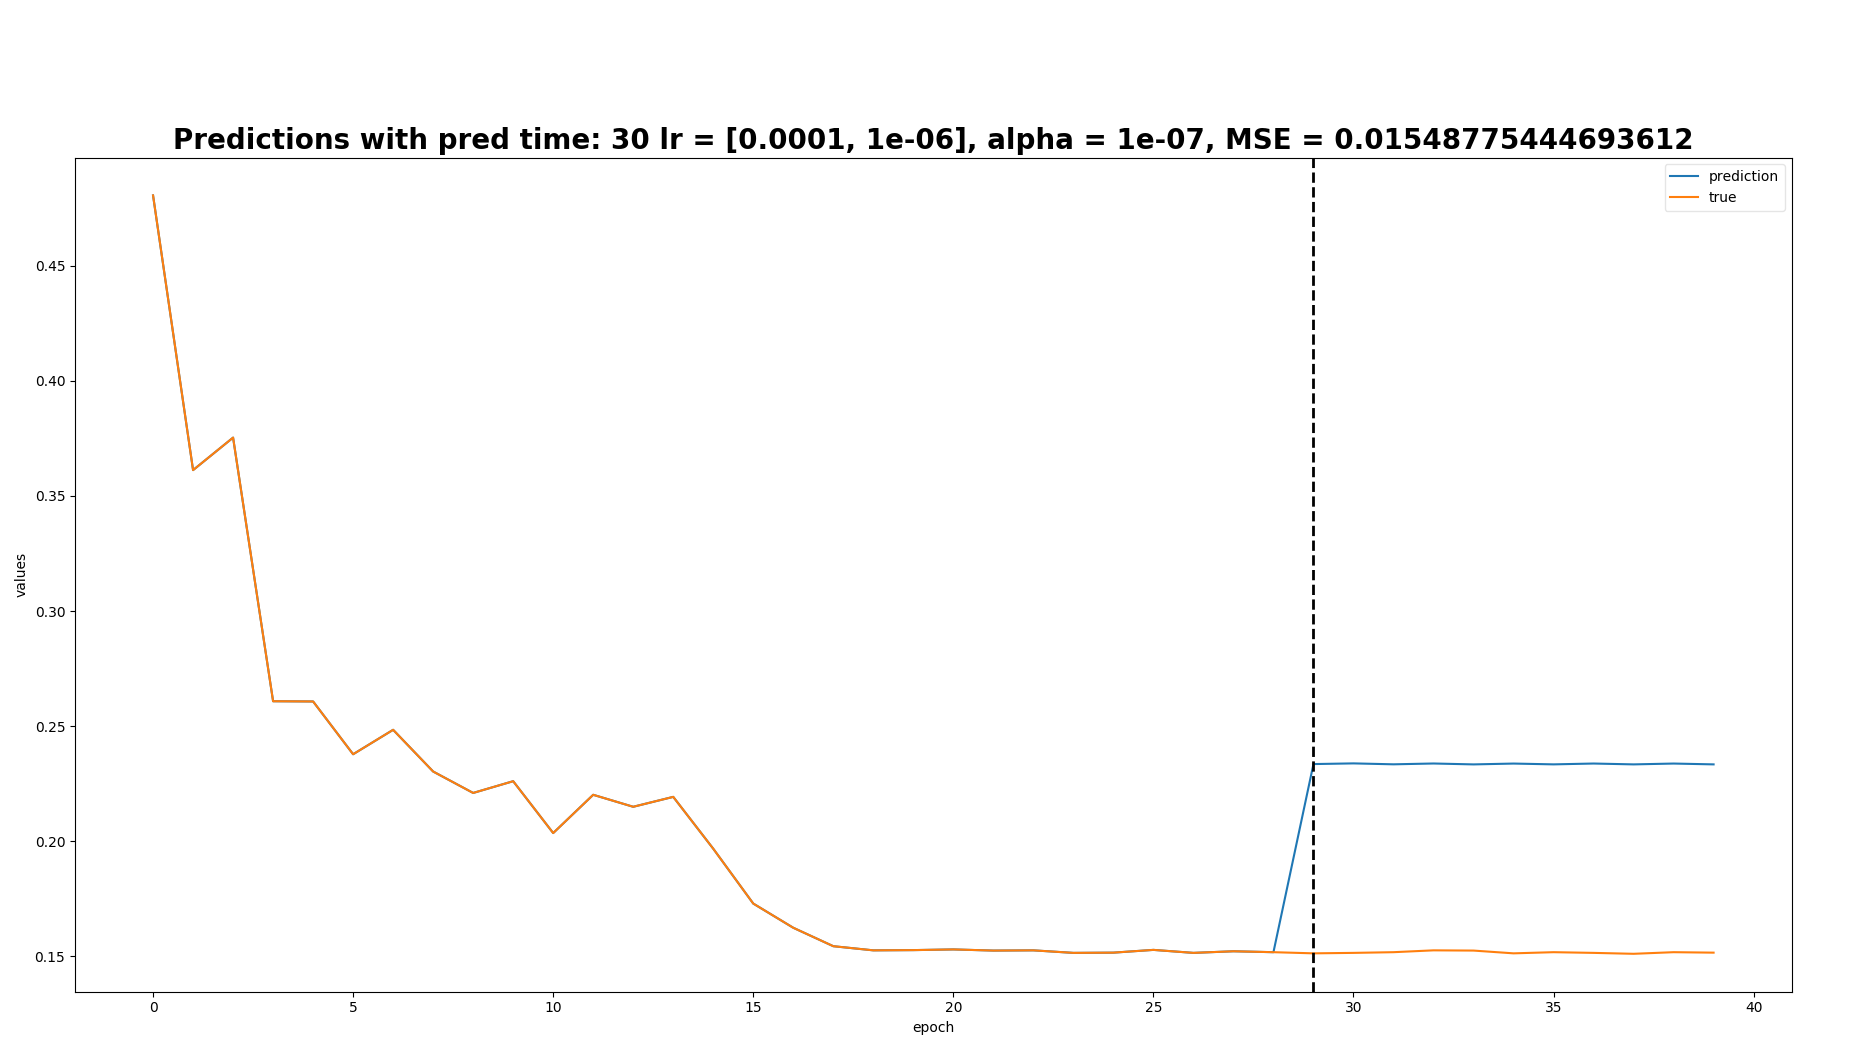 Predictions with pred time: 30 lr = [0.0001, 1e-06], alpha = 1e-07, MSE = 0.01548775444693612
prediction
true
values
0.45
0.40
0.35
0.30
0.25
0.20
0.15
0 5 10 15 20 25 30 35 40
epoch